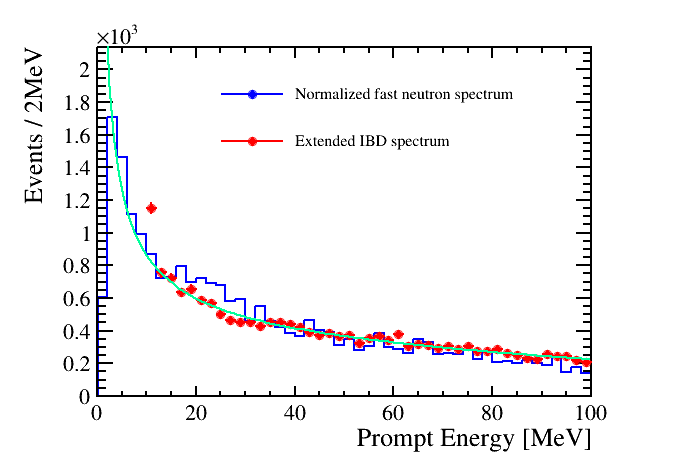 ×10³
Events / 2MeV
2
1.8
1.6
1.4
1.2
1
0.8
0.6
0.4
0.2
0
Normalized fast neutron spectrum
Extended IBD spectrum
0 20 40 60 80 100
Prompt Energy [MeV]